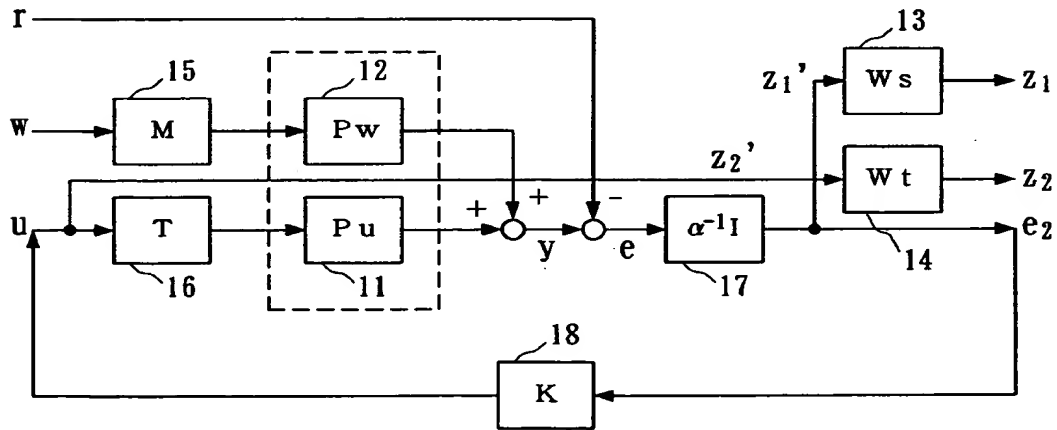 r
13
15
12
z₁'
Ws
z₁
w
M
Pw
z₂'
Wt
z₂
+
+
-
u
T
Pu
α⁻¹I
e₂
y
e
14
16
11
17
18
K